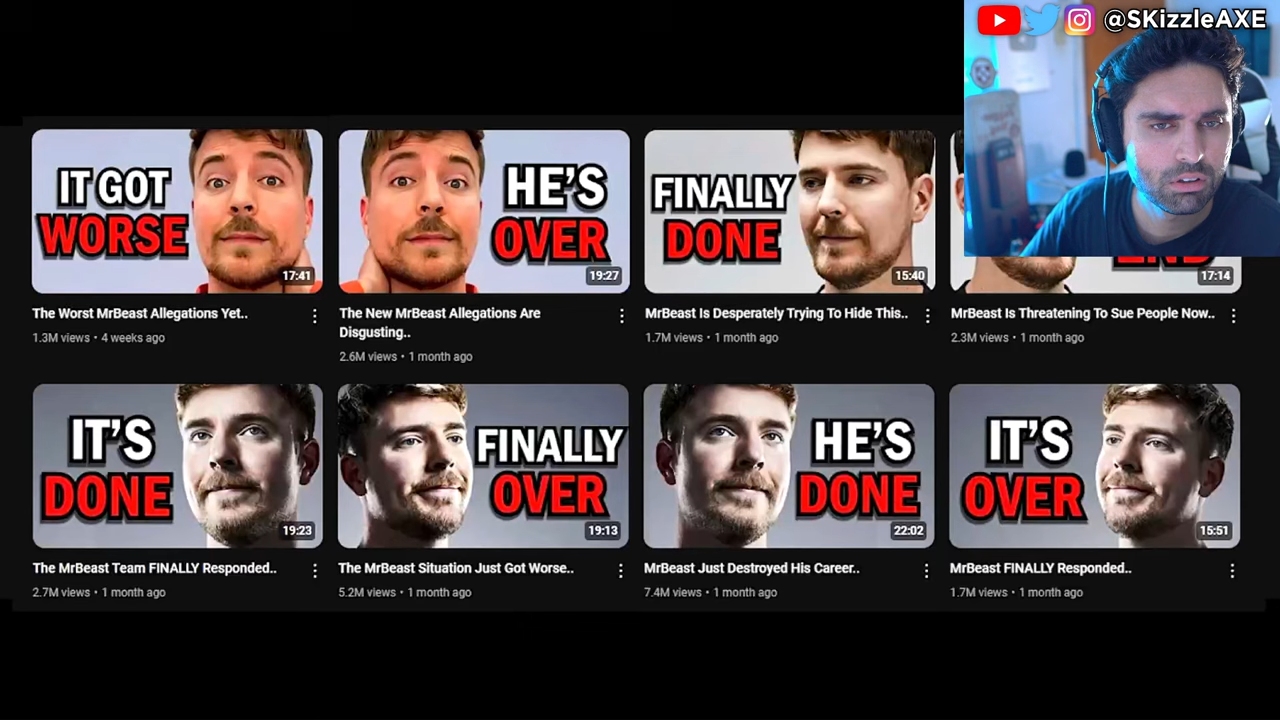 @SKizzleAXE
IT GOT
WORSE
17:41
HE'S
OVER
19:27
FINALLY
DONE
15:40
END
17:14
The Worst MrBeast Allegations Yet..
1.3M views • 4 weeks ago
The New MrBeast Allegations Are
Disgusting..
2.6M views • 1 month ago
MrBeast Is Desperately Trying To Hide This..
1.7M views • 1 month ago
MrBeast Is Threatening To Sue People Now..
2.3M views • 1 month ago
IT'S
DONE
19:23
FINALLY
OVER
19:13
HE'S
DONE
22:02
IT'S
OVER
15:51
The MrBeast Team FINALLY Responded..
2.7M views • 1 month ago
The MrBeast Situation Just Got Worse..
5.2M views • 1 month ago
MrBeast Just Destroyed His Career..
7.4M views • 1 month ago
MrBeast FINALLY Responded..
1.7M views • 1 month ago